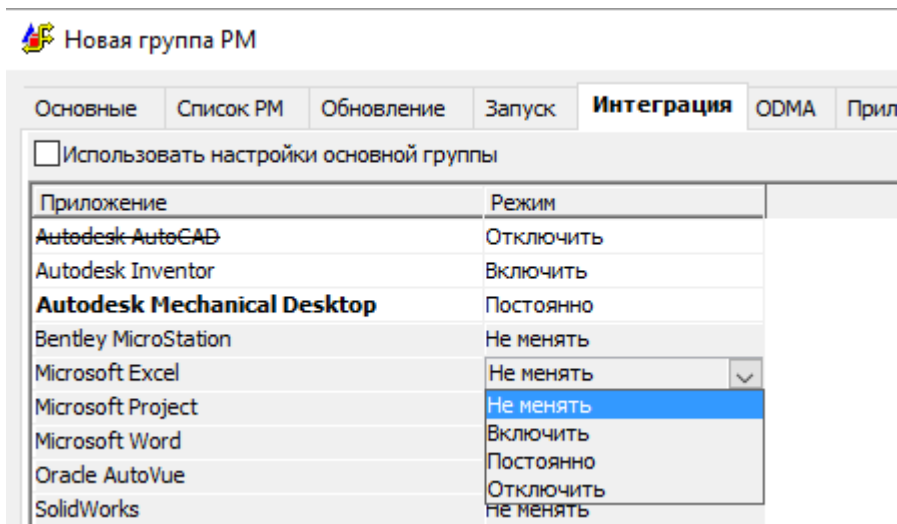 Новая группа РМ
Основные Список РМ Обновление Запуск Интеграция ODMA Прил
Использовать настройки основной группы
Приложение Режим
Autodesk AutoCAD Отключить
Autodesk Inventor Включить
Autodesk Mechanical Desktop Постоянно
Bentley MicroStation Не менять
Microsoft Excel Не менять
Microsoft Project Не менять
Microsoft Word Включить
Oracle AutoVue Постоянно
Отключить
SolidWorks Не менять